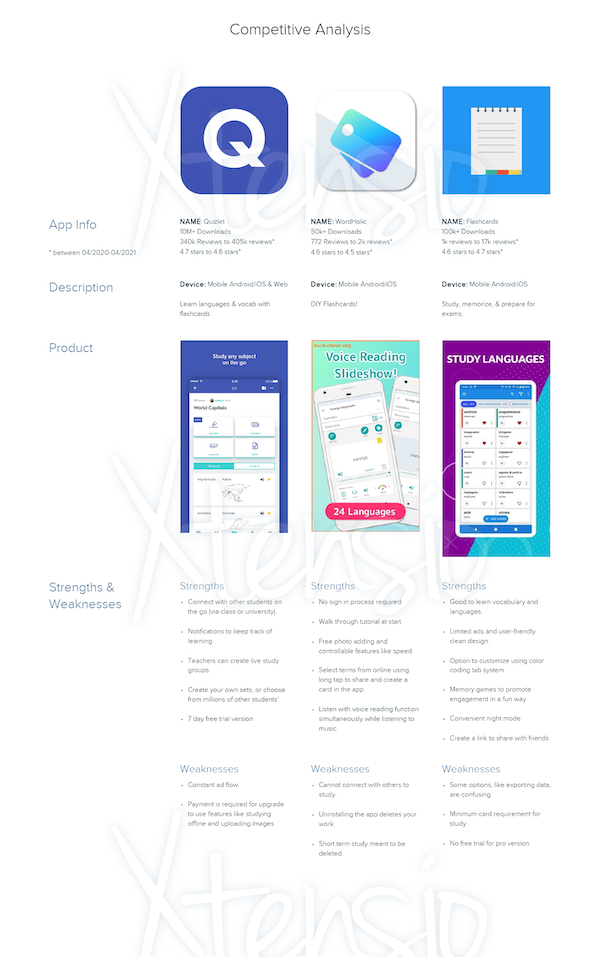 Competitive Analysis
Q
App Info
* between 04/2020-04/2021
NAME: Quizlet
10M+ Downloads
340k Reviews to 405k reviews*
4.7 stars to 4.6 stars*
NAME: WordHolic
50k+ Downloads
772 Reviews to 2k reviews*
4.6 stars to 4.5 stars*
NAME: Flashcards
100k+ Downloads
1k reviews to 17k reviews*
4.6 stars to 4.7 stars*
Description
Device: Mobile Android/iOS & Web
Learn languages & vocab with
flashcards.
Device: Mobile Android/iOS
DIY Flashcards!
Device: Mobile Android/iOS
Study, memorize, & prepare for
exams.
Product
Study any subject
on the go
World Capitals
Voice Reading
Slideshow!
24 Languages
STUDY LANGUAGES
Strengths &
Weaknesses
Strengths
• Connect with other students on
the go (via class or university).
• Notifications to keep track of
learning.
• Teachers can create live study
groups.
• Create your own sets, or choose
from millions of other students'.
• 7 day free trial version
Strengths
• No sign in process required.
• Walk through tutorial at start
• Free photo adding and
controllable features like speed.
• Select terms from online using
long tap to share and create a
card in the app.
• Listen with voice reading function
simultaneously while listening to
music.
Strengths
• Good to learn vocabulary and
languages.
• Limited ads and user-friendly
clean design.
• Option to customize using color
coding tab system
• Memory games to promote
engagement in a fun way
• Convenient night mode
• Create a link to share with friends
Weaknesses
• Constant ad flow.
• Payment is required for upgrade
to use features like studying
offline and uploading images.
Weaknesses
• Cannot connect with others to
study.
• Uninstalling the app deletes your
work.
• Short term study meant to be
deleted.
Weaknesses
• Some options, like exporting data,
are confusing.
• Minimum card requirement for
study.
• No free trial for pro version.
Xtensio
Xtensio
Xtensio